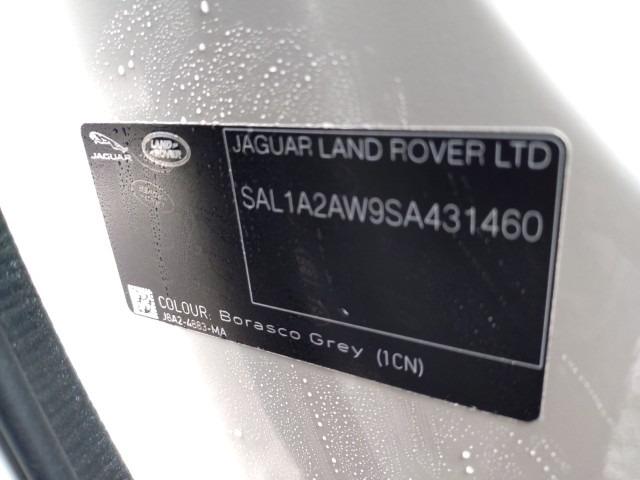 JAGUAR LAND ROVER LTD
JAGUAR
LAND ROVER
SAL1A2AW9SA431460
COLOUR: Borasco Grey (1CN)
J8A2-4883-MA